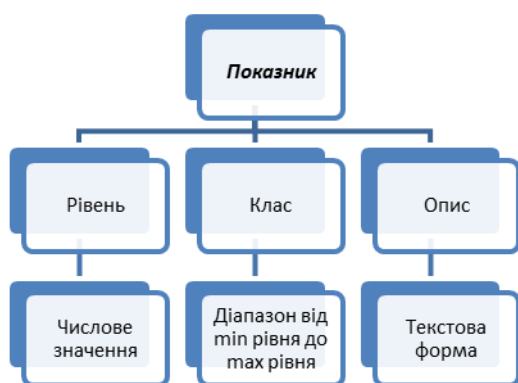 Показник
Рівень
Клас
Опис
Числове
значення
Діапазон від
min рівня до
max рівня
Текстова
форма